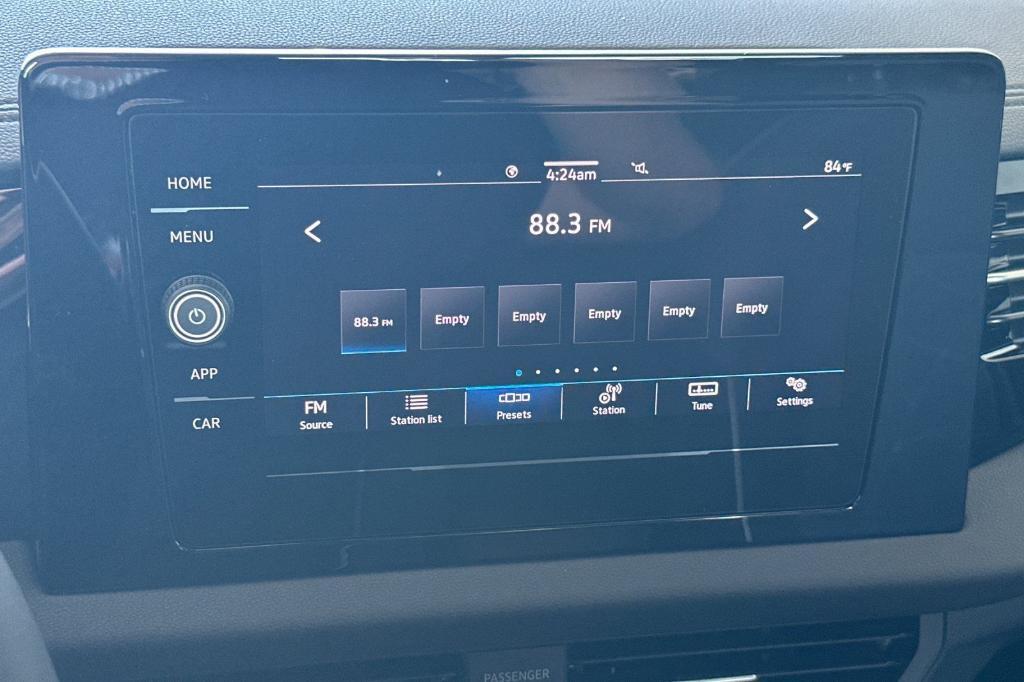 HOME
MENU
APP
CAR
4:24am
84°F
88.3 FM
88.3 FM
Empty
Empty
Empty
Empty
Empty
FM
Source
Station list
Presets
Station
Tune
Settings
PASSENGER